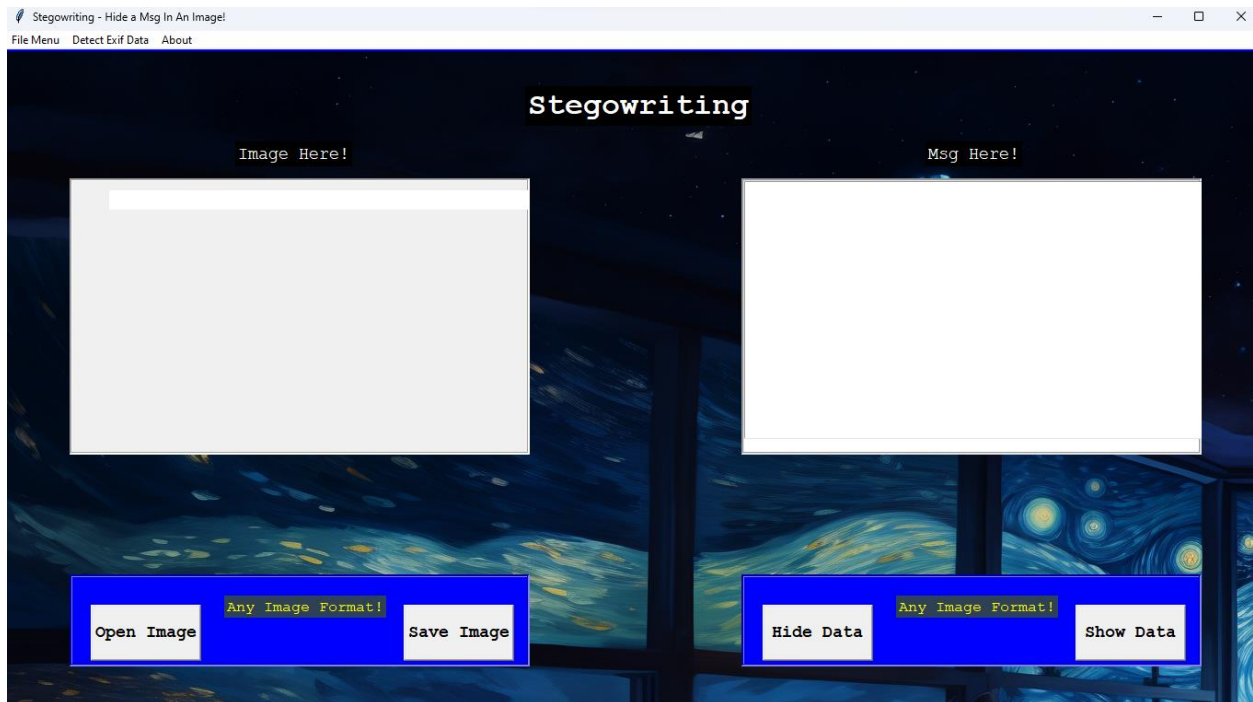 Stegowriting - Hide a Msg In An Image!
File Menu Detect Exif Data About
Stegowriting
Image Here!
Msg Here!
Any Image Format!
Open Image
Save Image
Any Image Format!
Hide Data
Show Data